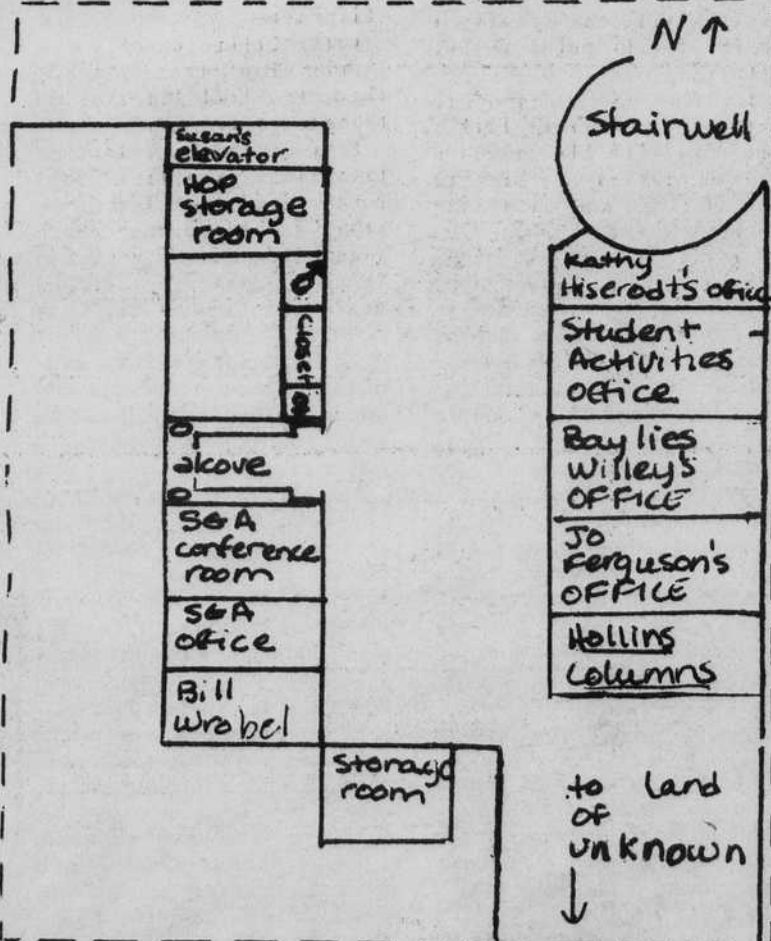 N ↑
Stairwell
Susan's
elevator
HOP
storage
room
Closet
alcove
SGA
conference
room
SGA
office
Bill
Wrobel
Storage
room
Kathy
Hiserodt's office
Student
Activities
office
Baylies
Willey's
OFFICE
Jo
Ferguson's
OFFICE
Hollins
Columns
to Land
of
unknown
↓